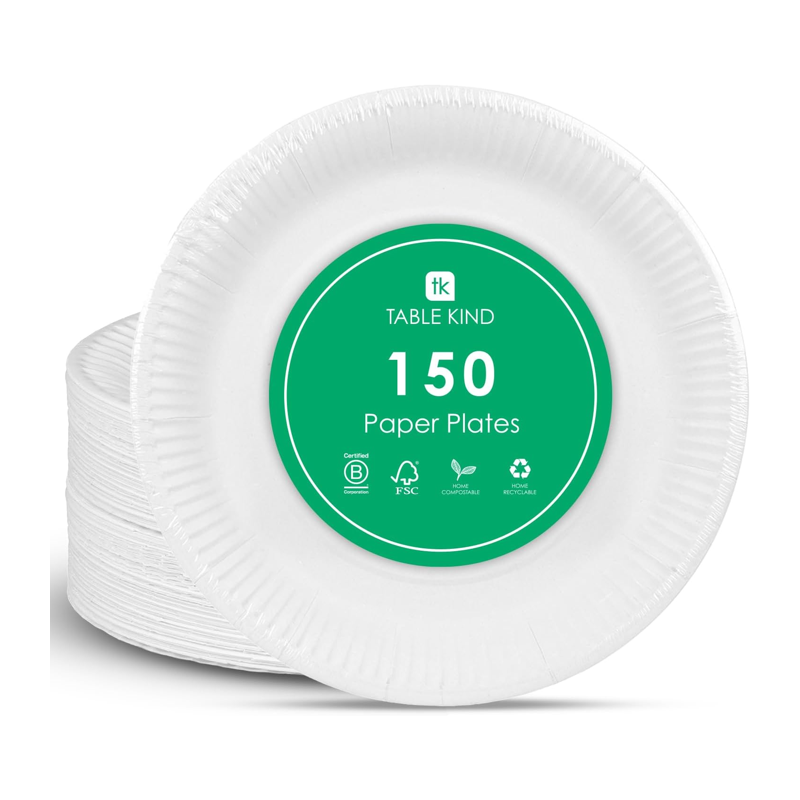 tk
TABLE KIND
150
Paper Plates
Certified
B
Corporation
FSC
HOME
COMPOSTABLE
HOME
RECYCLABLE